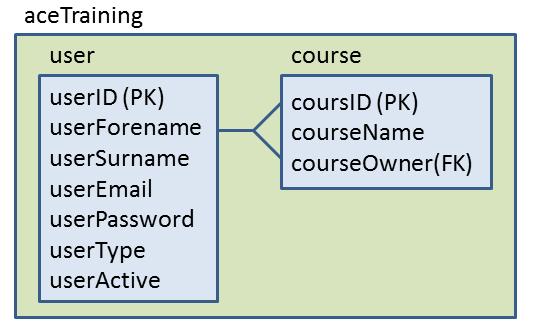 aceTraining
user
userID (PK)
userForename
userSurname
userEmail
userPassword
userType
userActive
course
coursID (PK)
courseName
courseOwner(FK)